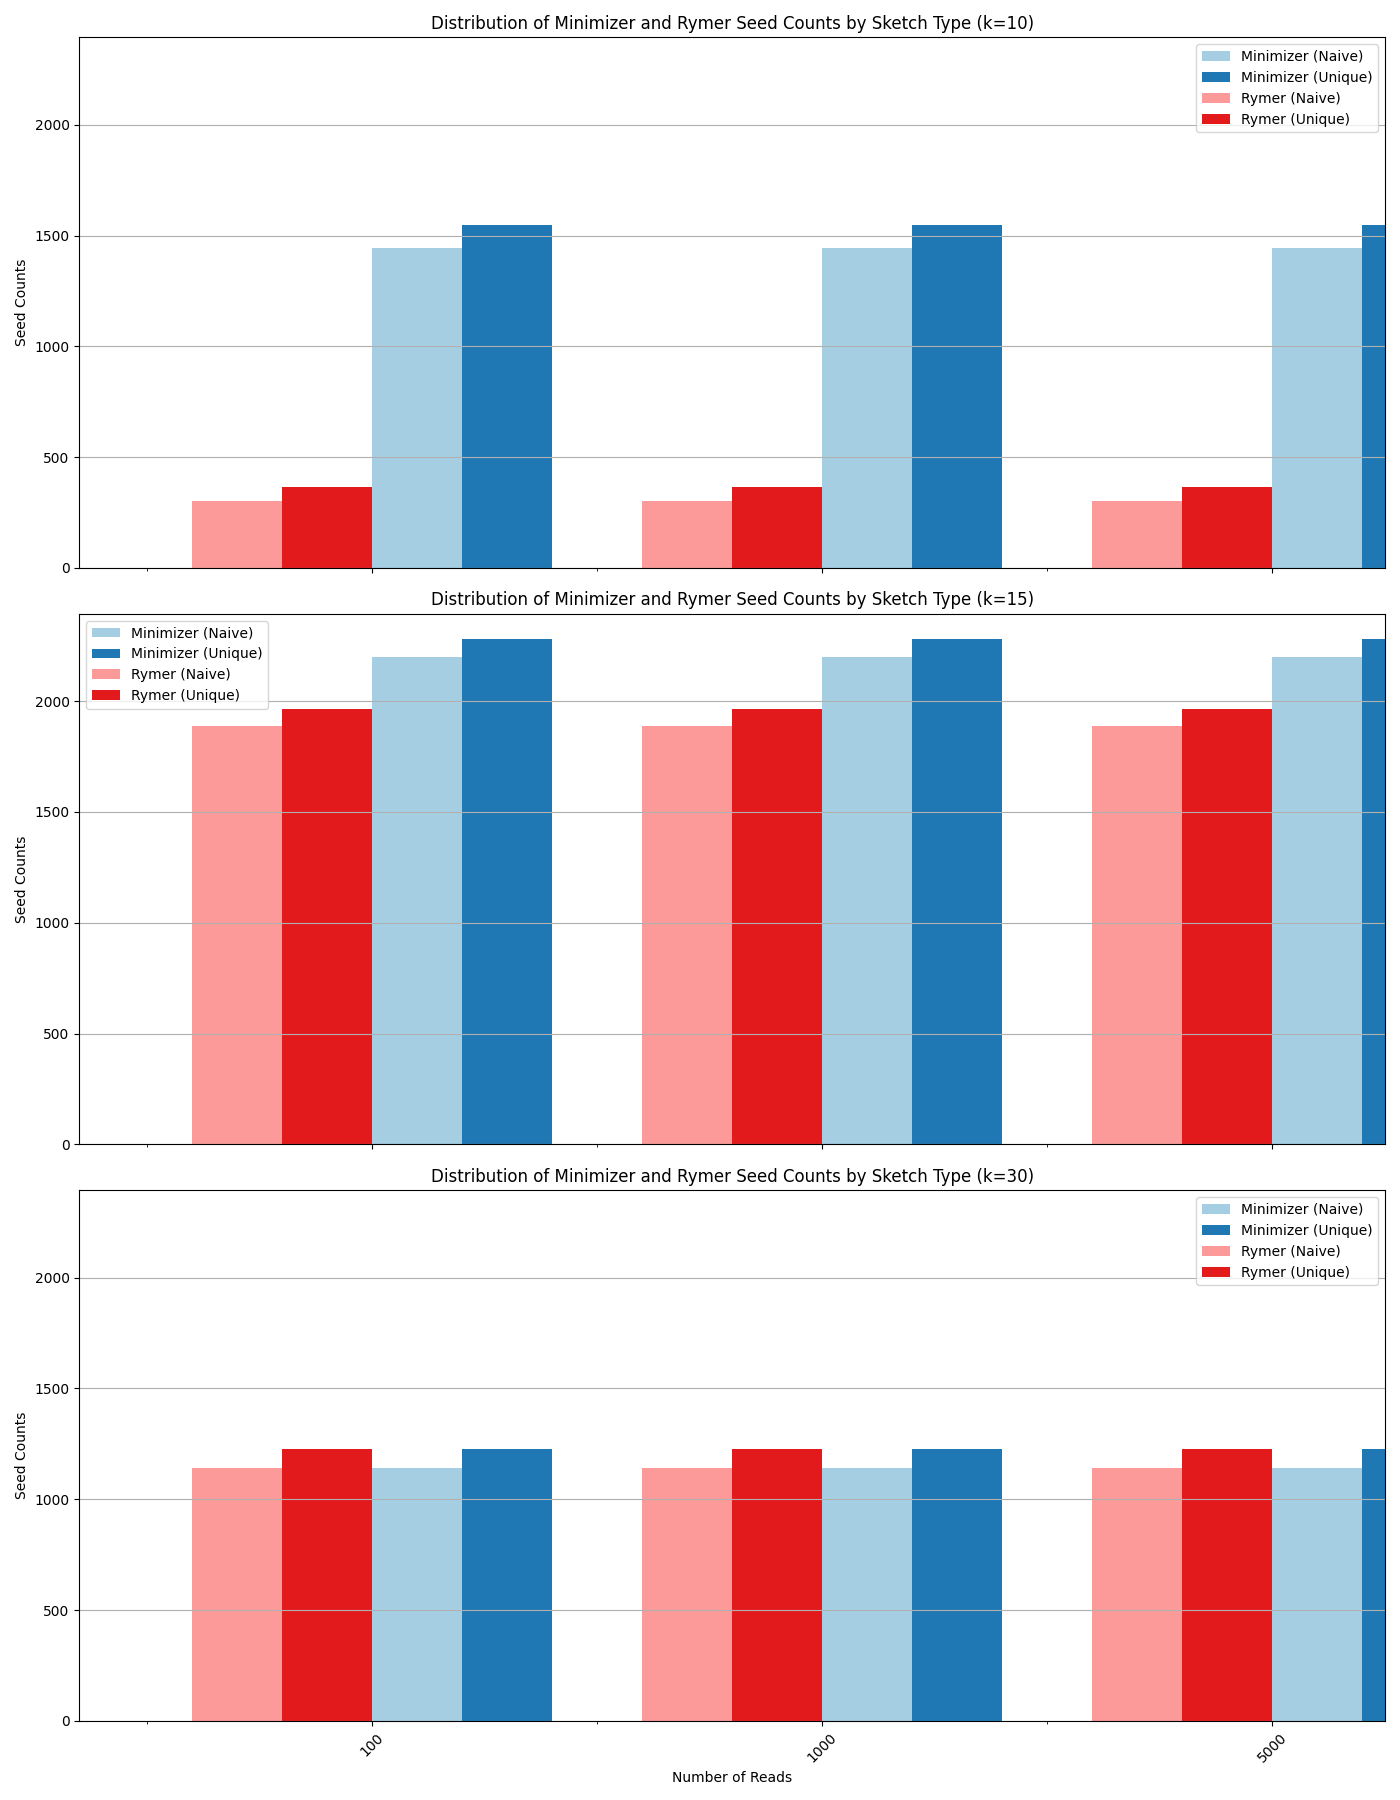 Distribution of Minimizer and Rymer Seed Counts by Sketch Type (k=10)
Minimizer (Naive)
Minimizer (Unique)
Rymer (Naive)
Rymer (Unique)
2000
1500
1000
500
0
Seed Counts
Distribution of Minimizer and Rymer Seed Counts by Sketch Type (k=15)
Minimizer (Naive)
Minimizer (Unique)
Rymer (Naive)
Rymer (Unique)
2000
1500
1000
500
0
Seed Counts
Distribution of Minimizer and Rymer Seed Counts by Sketch Type (k=30)
Minimizer (Naive)
Minimizer (Unique)
Rymer (Naive)
Rymer (Unique)
2000
1500
1000
500
0
Seed Counts
100
1000
5000
Number of Reads